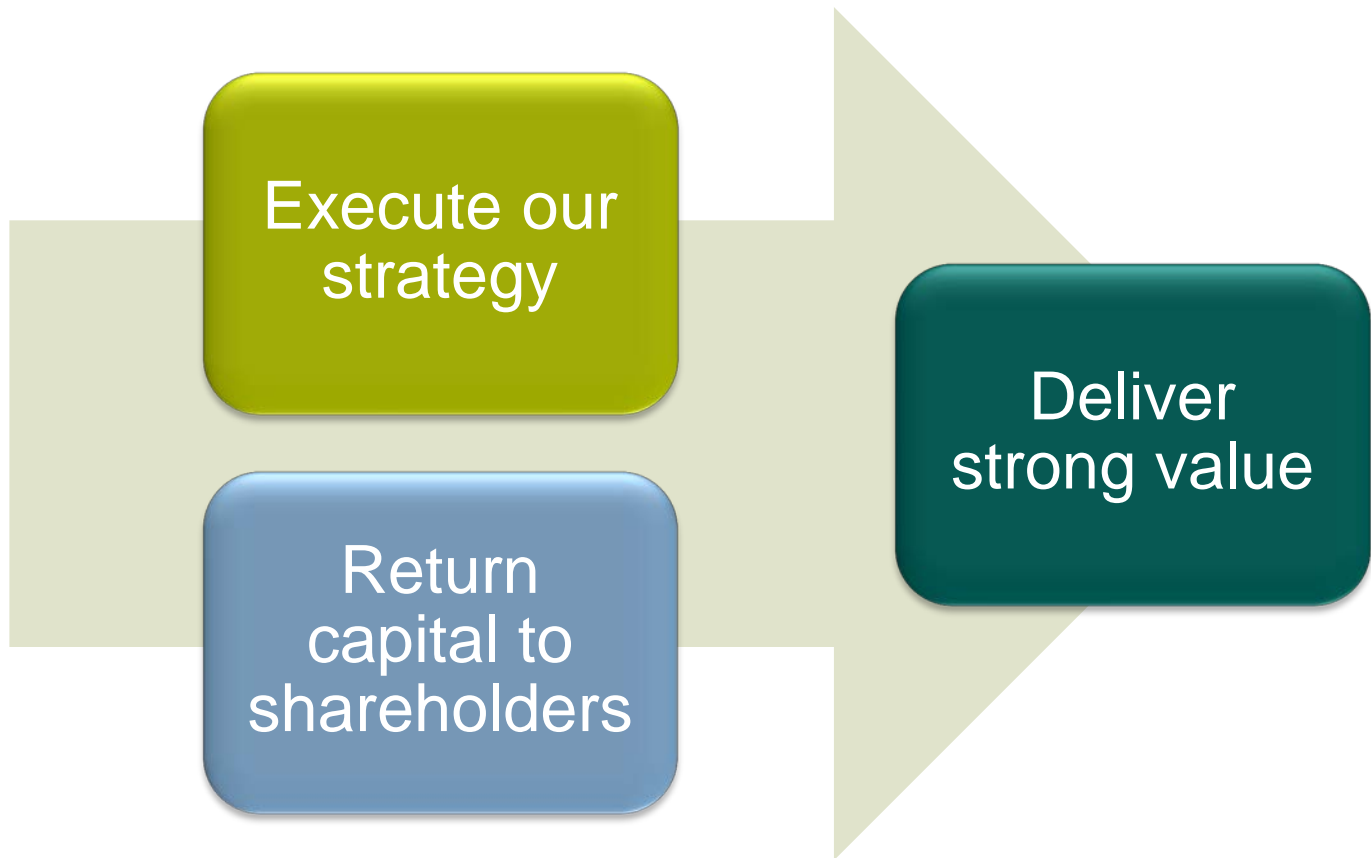 Execute our
strategy
Return
capital to
shareholders
Deliver
strong value